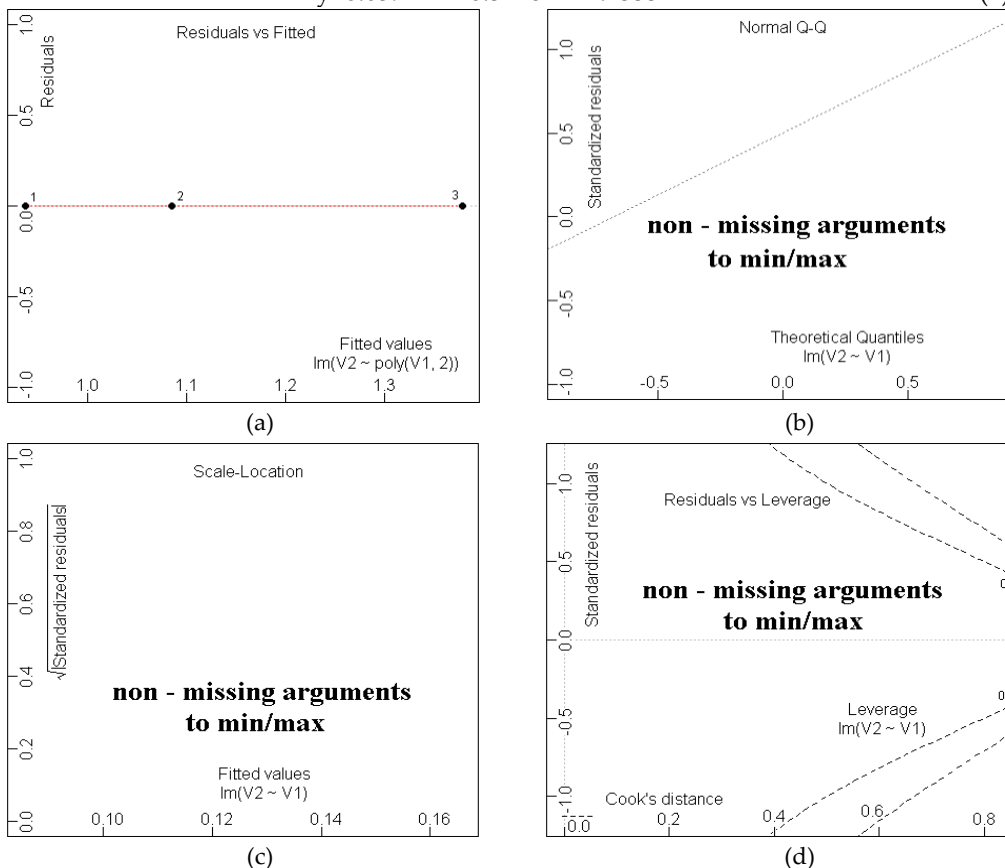 Residuals vs Fitted
Residuals
1.0
0.5
0.0
-0.5
-1.0
1
2
3
Fitted values
lm(V2 ~ poly(V1, 2))
1.0 1.1 1.2 1.3
(a)
Normal Q-Q
Standardized residuals
1.0
0.5
0.0
-0.5
-1.0
non - missing arguments
to min/max
Theoretical Quantiles
lm(V2 ~ V1)
-0.5 0.0 0.5
(b)
Scale-Location
√|Standardized residuals|
1.0
0.8
0.6
0.4
0.2
0.0
non - missing arguments
to min/max
Fitted values
lm(V2 ~ V1)
0.10 0.12 0.14 0.16
(c)
Residuals vs Leverage
Standardized residuals
1.0
0.5
0.0
-0.5
-1.0
non - missing arguments
to min/max
Leverage
lm(V2 ~ V1)
Cook's distance
0.0 0.2 0.4 0.6 0.8
(d)